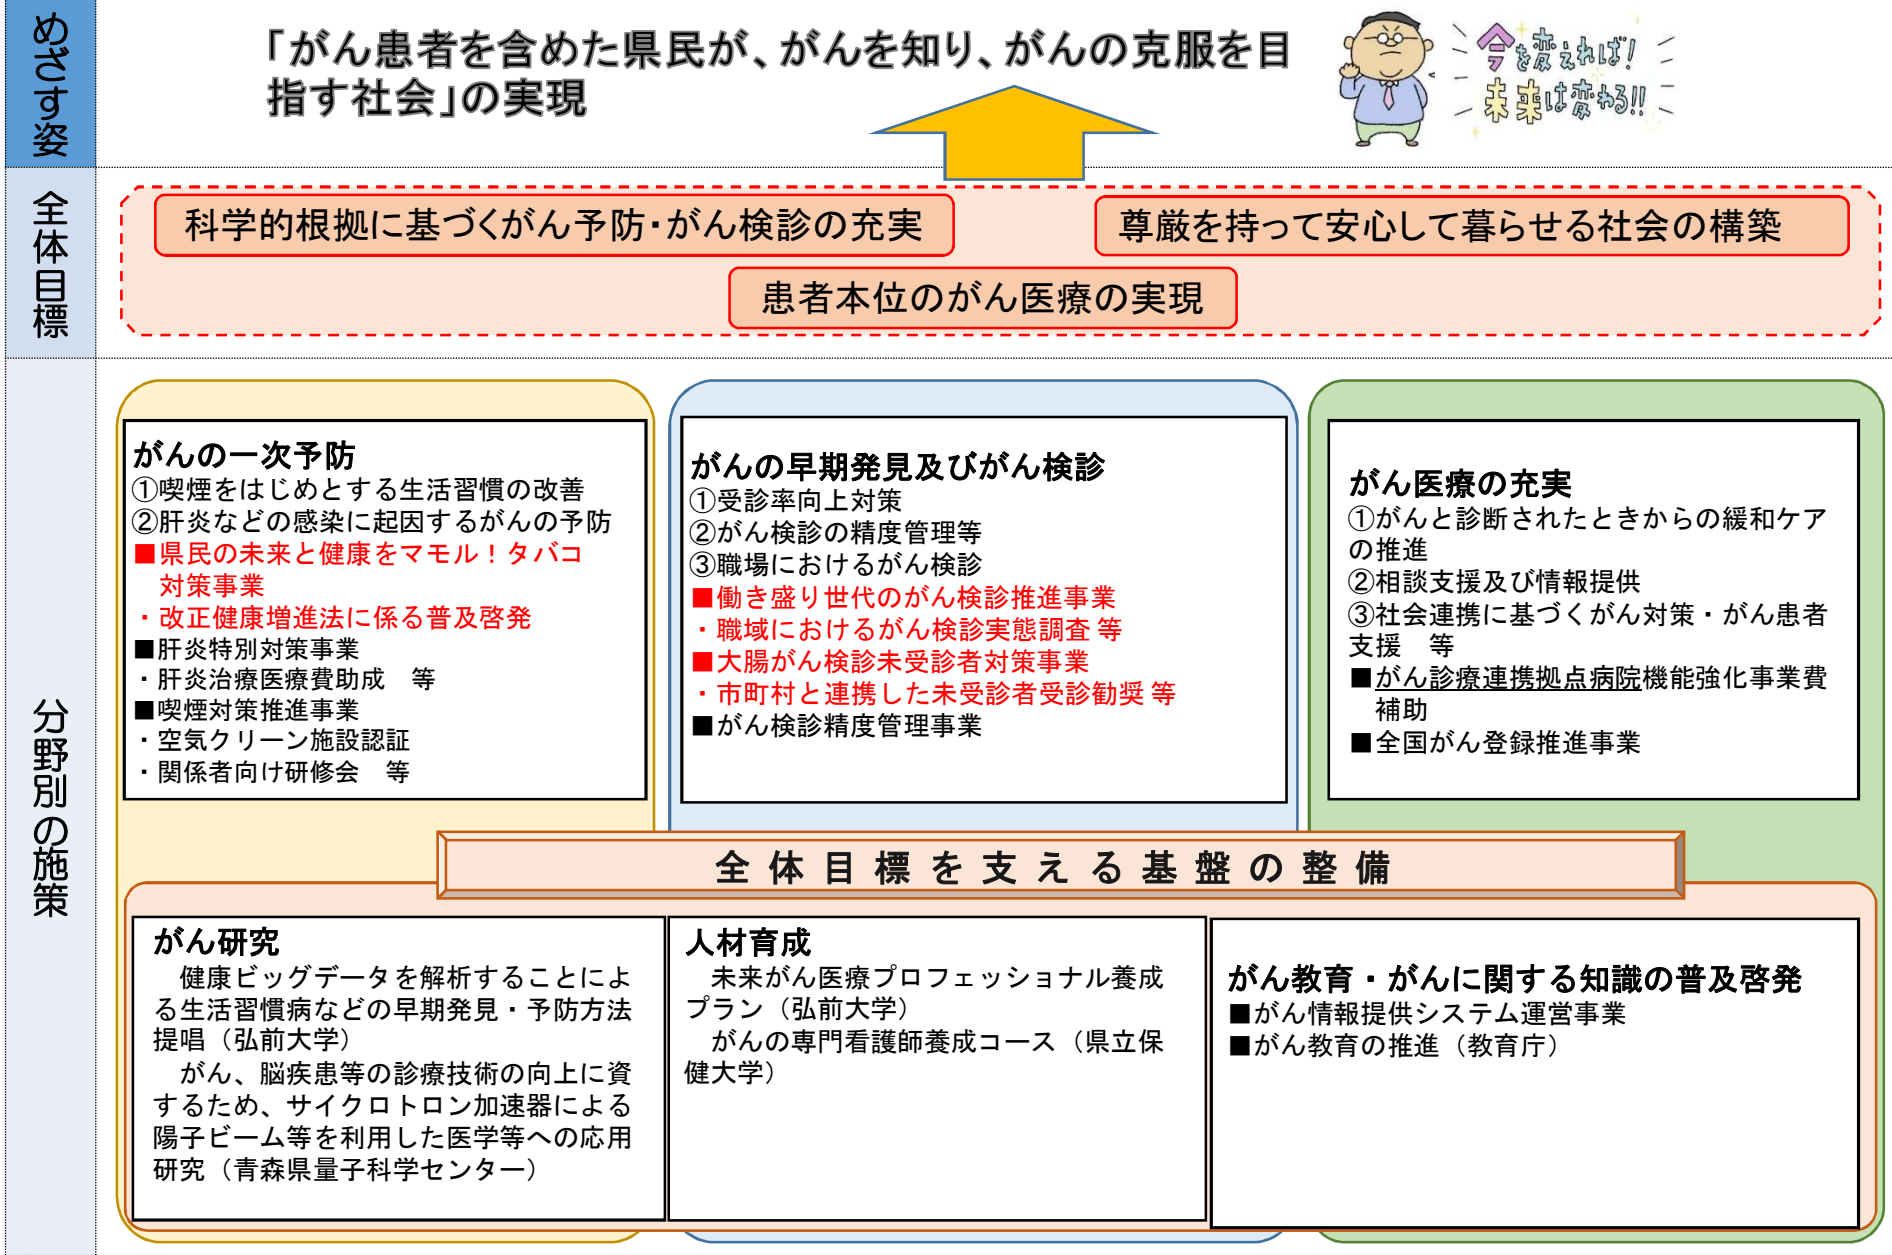 めざす姿
「がん患者を含めた県民が、がんを知り、がんの克服を目
指す社会」の実現
今を変えれば!
未来は変わる!!
全体目標
科学的根拠に基づくがん予防・がん検診の充実
尊厳を持って安心して暮らせる社会の構築
患者本位のがん医療の実現
分野別の施策
がんの一次予防
①喫煙をはじめとする生活習慣の改善
②肝炎などの感染に起因するがんの予防
■県民の未来と健康をマモル！タバコ
対策事業
・改正健康増進法に係る普及啓発
■肝炎特別対策事業
・肝炎治療医療費助成　等
■喫煙対策推進事業
・空気クリーン施設認証
・関係者向け研修会　等
がんの早期発見及びがん検診
①受診率向上対策
②がん検診の精度管理等
③職場におけるがん検診
■働き盛り世代のがん検診推進事業
・職域におけるがん検診実態調査 等
■大腸がん検診未受診者対策事業
・市町村と連携した未受診者受診勧奨 等
■がん検診精度管理事業
がん医療の充実
①がんと診断されたときからの緩和ケア
の推進
②相談支援及び情報提供
③社会連携に基づくがん対策・がん患者
支援　等
■がん診療連携拠点病院機能強化事業費
補助
■全国がん登録推進事業
全体目標を支える基盤の整備
がん研究
健康ビッグデータを解析することによ
る生活習慣病などの早期発見・予防方法
提唱（弘前大学）
がん、脳疾患等の診療技術の向上に資
するため、サイクロトロン加速器による
陽子ビーム等を利用した医学等への応用
研究（青森県量子科学センター）
人材育成
未来がん医療プロフェッショナル養成
プラン（弘前大学）
がんの専門看護師養成コース（県立保
健大学）
がん教育・がんに関する知識の普及啓発
■がん情報提供システム運営事業
■がん教育の推進（教育庁）